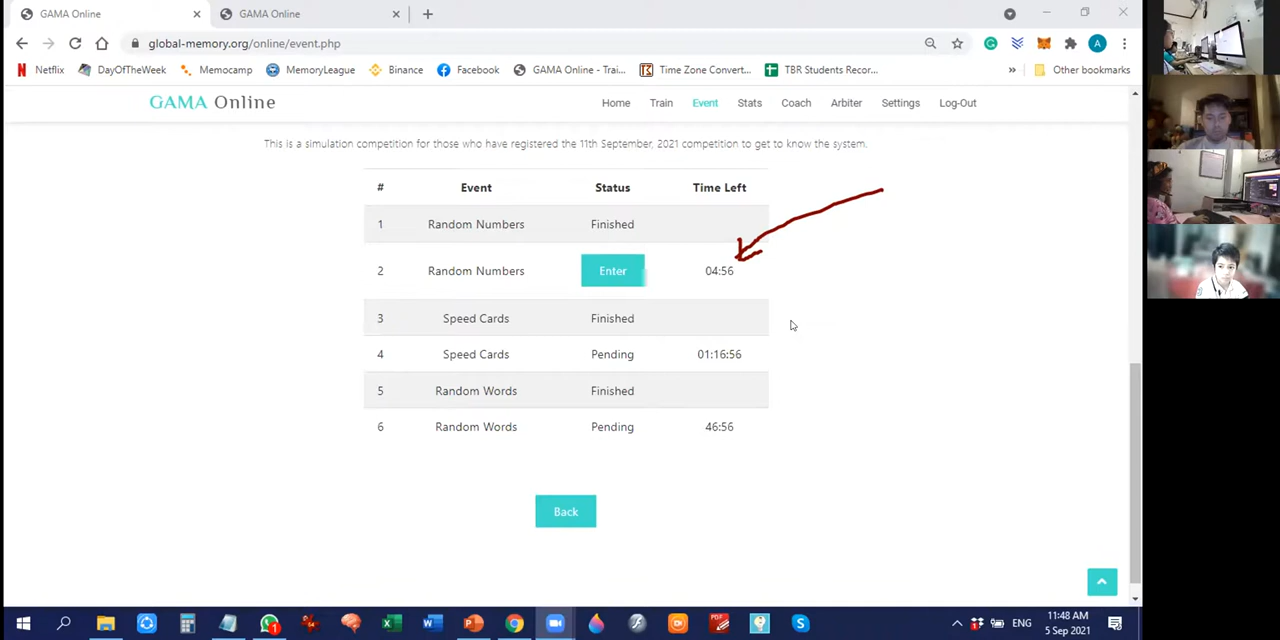 GAMA Online
GAMA Online
global-memory.org/online/event.php
Netflix
DayOfTheWeek
Memocamp
MemoryLeague
Binance
Facebook
GAMA Online - Trai...
Time Zone Convert...
TBR Students Recor...
Other bookmarks
GAMA Online
Home
Train
Event
Stats
Coach
Arbiter
Settings
Log-Out
This is a simulation competition for those who have registered the 11th September, 2021 competition to get to know the system.
# Event Status Time Left
1 Random Numbers Finished
2 Random Numbers Enter 04:56
3 Speed Cards Finished
4 Speed Cards Pending 01:16:56
5 Random Words Finished
6 Random Words Pending 46:56
Back
ENG
11:48 AM
5 Sep 2021